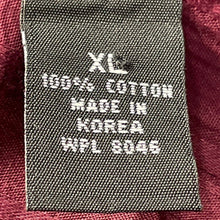 XL
100% COTTON
MADE IN
KOREA
WPL 8046